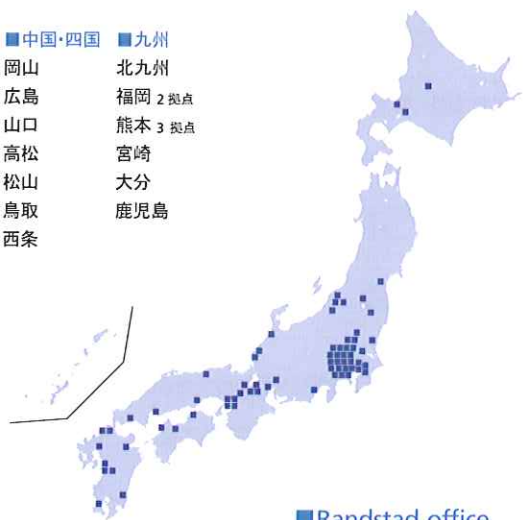 ■中国・四国
岡山
広島
山口
高松
松山
鳥取
西条
■九州
北九州
福岡 2 拠点
熊本 3 拠点
宮崎
大分
鹿児島
■Randstad office